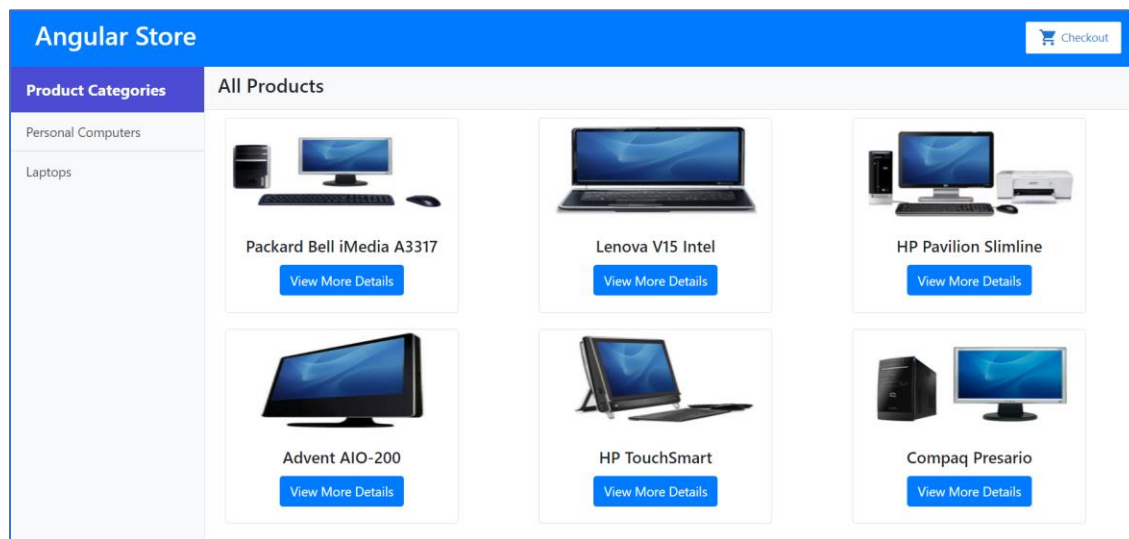 Angular Store
Checkout
Product Categories
All Products
Personal Computers
Laptops
Packard Bell iMedia A3317
Lenova V15 Intel
HP Pavilion Slimline
View More Details
View More Details
View More Details
Advent AIO-200
HP TouchSmart
Compaq Presario
View More Details
View More Details
View More Details